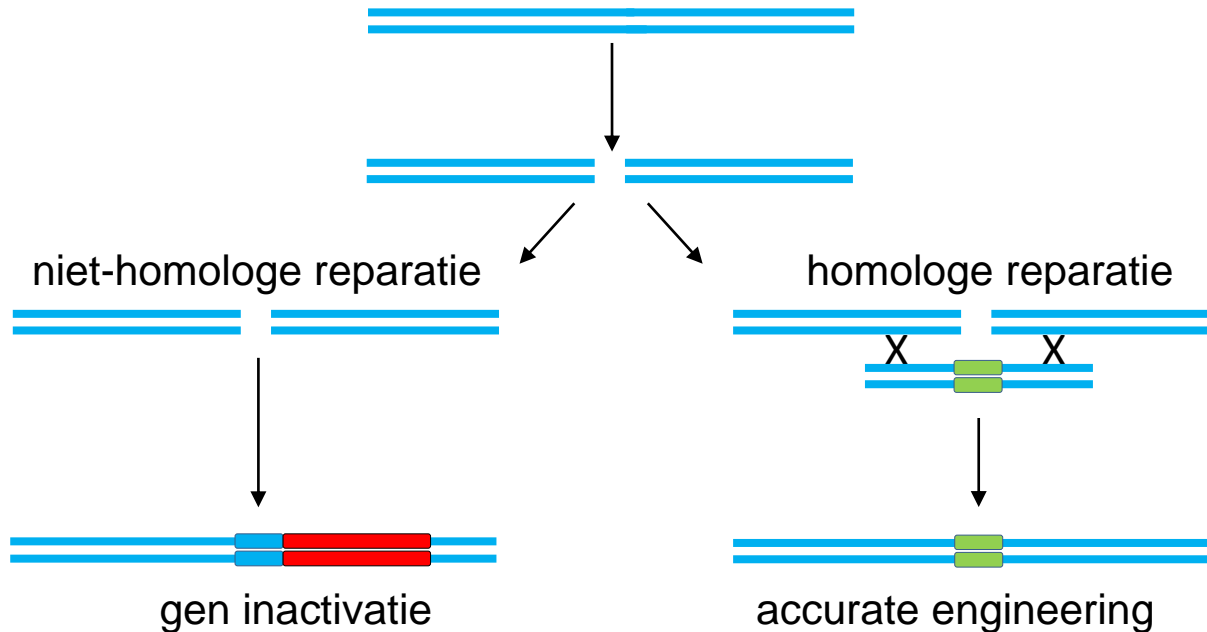 niet-homologe reparatie
homologe reparatie
X X
gen inactivatie
accurate engineering